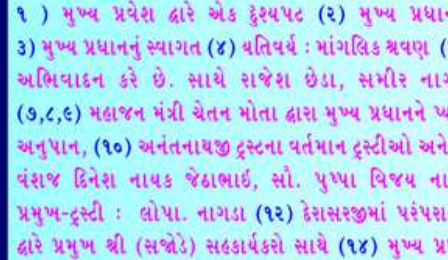 ૧ ) મુખ્ય પ્રવેશ દ્વારે એક દ્રૅશ્યપટ (૨) મુખ્ય પ્રધાન
૩) મુખ્ય પ્રધાનનું સ્વાગત (૪) યતિવર્ય : માંગલિક શ્રવણ (
અભિવાદન કરે છે. સાથે રાજેશ છેડા, સમીર નાગ
(૭,૮,૯) મહાજન મંત્રી ચેતન મોતા દ્વારા મુખ્ય પ્રધાનને
અનુપાન, (૧૦) અનંતનાથજી ટ્રસ્ટના વર્તમાન ટ્રસ્ટીઓ અને
વંશજ દિનેશ નાયક જેઠાભાઇ, સૌ. પુષ્પા વિજય ના
પ્રમુખ-ટ્રસ્ટી : લોપા. નાગડા (૧૨) દેરાસરજીમાં પરંપરા
દ્વારે પ્રમુખ શ્રી (સજોડે) સહકાર્યકરો સાથે (૧૪) મુખ્ય પ્ર